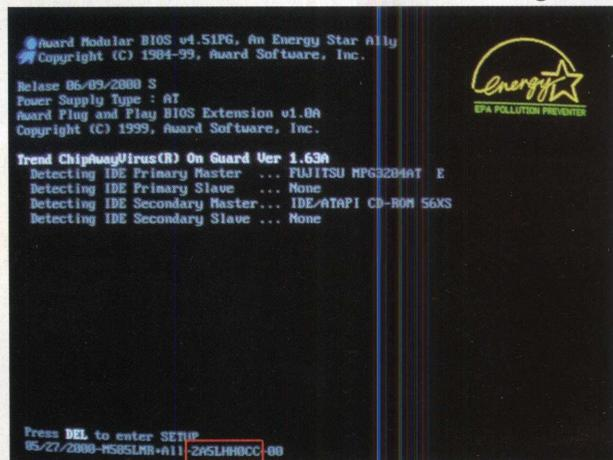 Award Modular BIOS v4.51PG, An Energy Star Ally
Copyright (C) 1984-99, Award Software, Inc.
Relase 06/09/2000 S
Power Supply Type : AT
Award Plug and Play BIOS Extension v1.0A
Copyright (C) 1999, Award Software, Inc.
energy
EPA POLLUTION PREVENTER
Trend ChipAwayVirus(R) On Guard Ver 1.63A
Detecting IDE Primary Master ... FUJITSU MPG3204AT E
Detecting IDE Primary Slave ... None
Detecting IDE Secondary Master... IDE/ATAPI CD-ROM 56XS
Detecting IDE Secondary Slave ... None
Press DEL to enter SETUP
05/27/2000-M585LMR+All-2A5LHH0CC-00